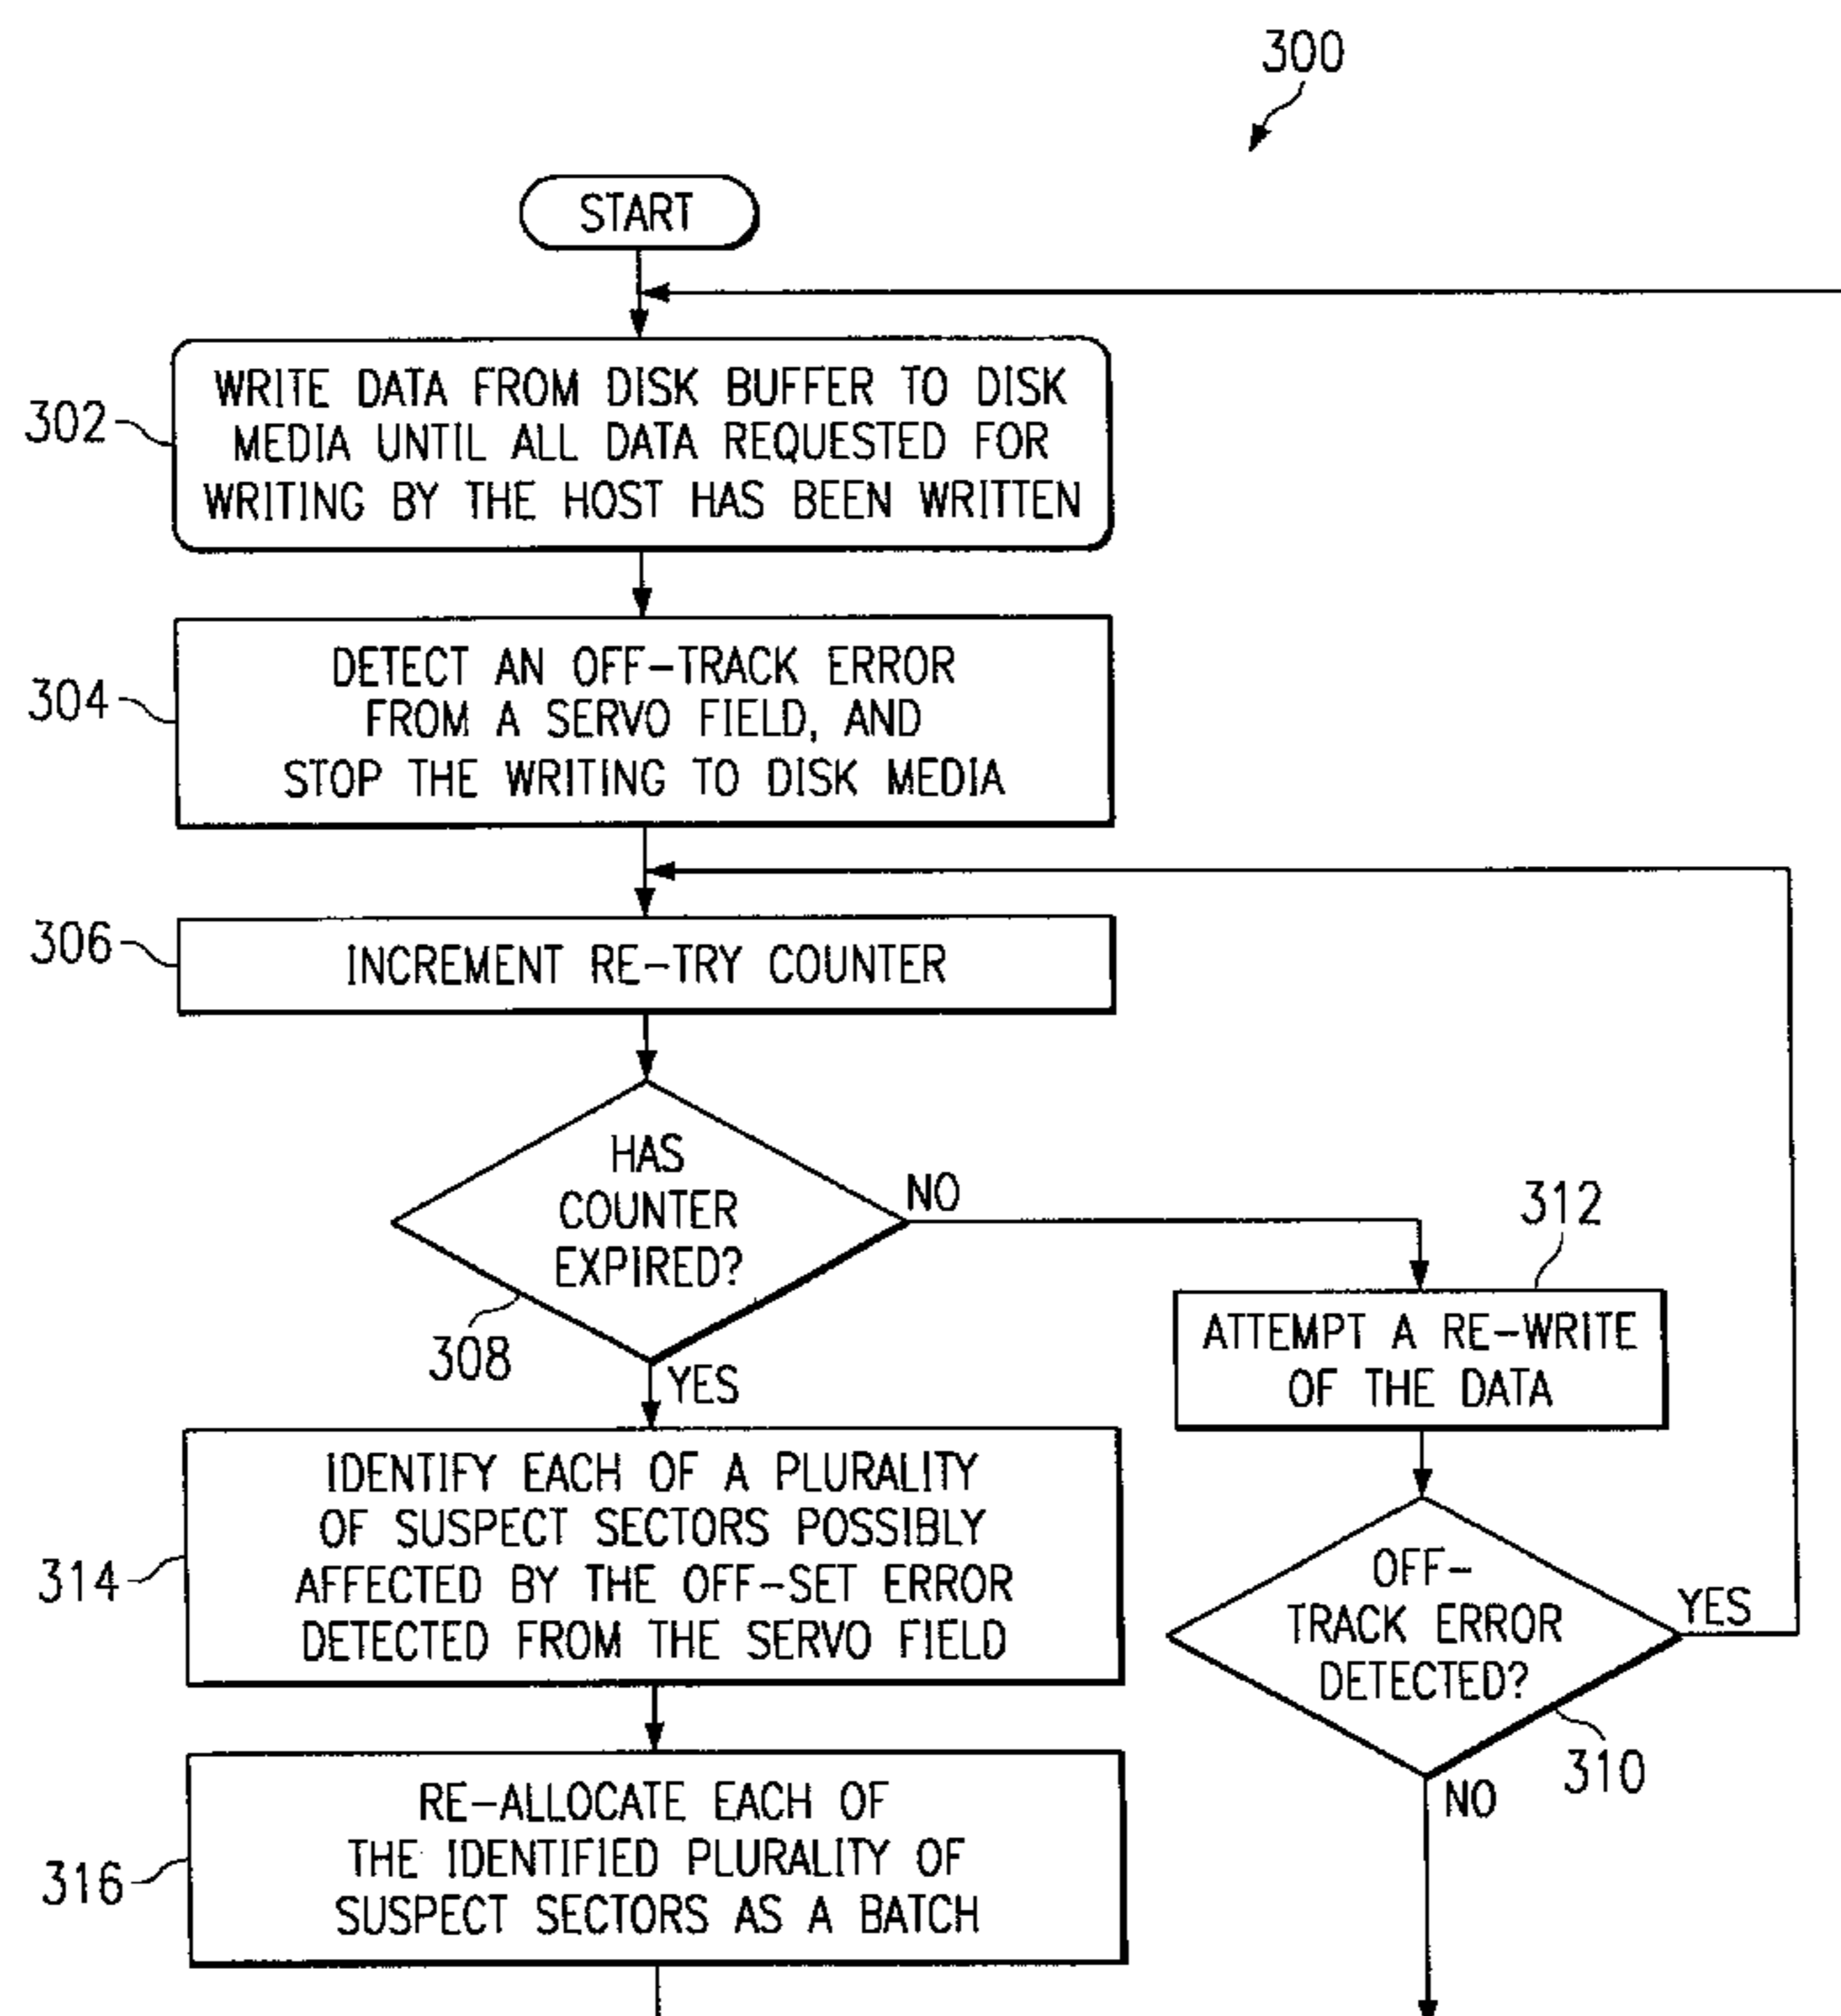 300
START
302
WRITE DATA FROM DISK BUFFER TO DISK
MEDIA UNTIL ALL DATA REQUESTED FOR
WRITING BY THE HOST HAS BEEN WRITTEN
304
DETECT AN OFF-TRACK ERROR
FROM A SERVO FIELD, AND
STOP THE WRITING TO DISK MEDIA
306
INCREMENT RE-TRY COUNTER
HAS
COUNTER
EXPIRED?
NO
308
YES
312
ATTEMPT A RE-WRITE
OF THE DATA
314
IDENTIFY EACH OF A PLURALITY
OF SUSPECT SECTORS POSSIBLY
AFFECTED BY THE OFF-SET ERROR
DETECTED FROM THE SERVO FIELD
OFF-
TRACK ERROR
DETECTED?
YES
310
NO
316
RE-ALLOCATE EACH OF
THE IDENTIFIED PLURALITY OF
SUSPECT SECTORS AS A BATCH